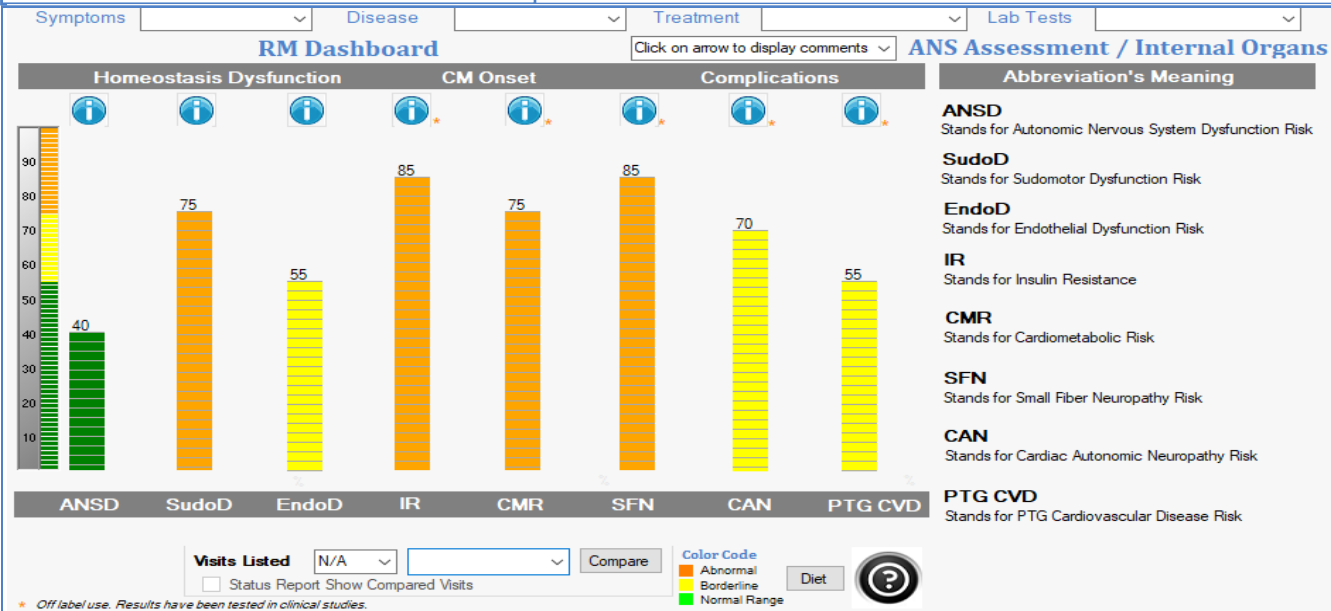 Symptoms Disease Treatment Lab Tests
RM Dashboard Click on arrow to display comments ANS Assessment / Internal Organs
Homeostasis Dysfunction CM Onset Complications Abbreviation's Meaning
* * * * *
ANSD
Stands for Autonomic Nervous System Dysfunction Risk
SudoD
Stands for Sudomotor Dysfunction Risk
EndoD
Stands for Endothelial Dysfunction Risk
IR
Stands for Insulin Resistance
CMR
Stands for Cardiometabolic Risk
SFN
Stands for Small Fiber Neuropathy Risk
CAN
Stands for Cardiac Autonomic Neuropathy Risk
PTG CVD
Stands for PTG Cardiovascular Disease Risk
90
80
70
60
50
40
30
20
10
40 75 55 85 75 85 70 55
% % %
ANSD SudoD EndoD IR CMR SFN CAN PTG CVD
Visits Listed N/A Compare
Status Report Show Compared Visits
Color Code
Abnormal
Borderline
Normal Range
Diet
?
* Off label use. Results have been tested in clinical studies.